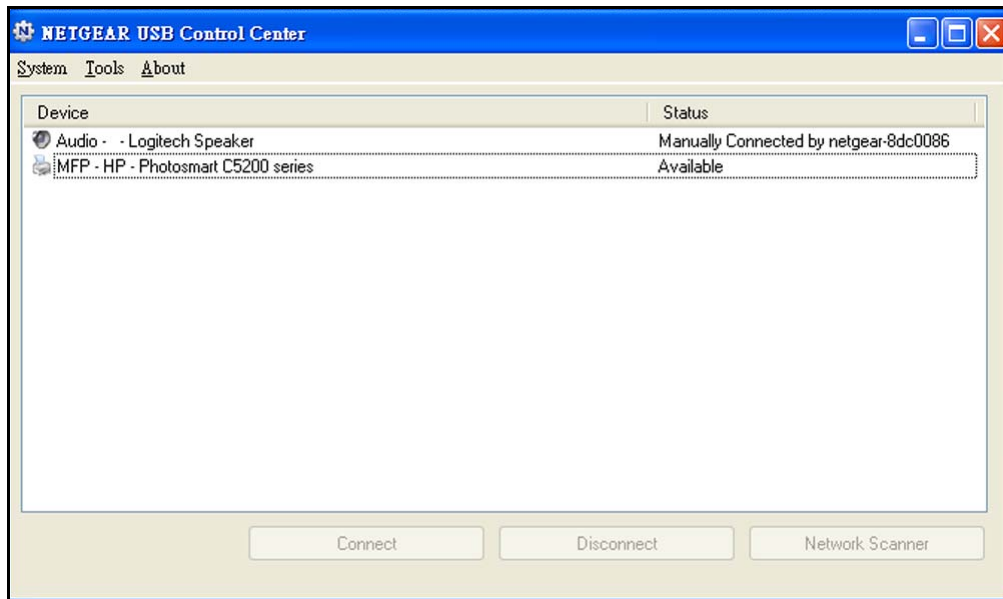 NETGEAR USB Control Center
System Tools About
Device Status
Audio - - Logitech Speaker Manually Connected by netgear-8dc0086
MFP - HP - Photosmart C5200 series Available
Connect Disconnect Network Scanner